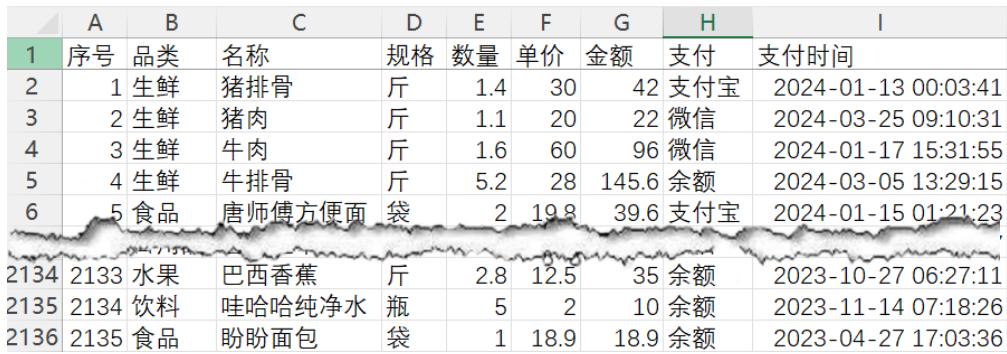 A B C D E F G H I
1 序号 品类 名称 规格 数量 单价 金额 支付 支付时间
2 1 生鲜 猪排骨 斤 1.4 30 42 支付宝 2024-01-13 00:03:41
3 2 生鲜 猪肉 斤 1.1 20 22 微信 2024-03-25 09:10:31
4 3 生鲜 牛肉 斤 1.6 60 96 微信 2024-01-17 15:31:55
5 4 生鲜 牛排骨 斤 5.2 28 145.6 余额 2024-03-05 13:29:15
6 5 食品 唐师傅方便面 袋 2 19.8 39.6 支付宝 2024-01-15 01:21:23
2134 2133 水果 巴西香蕉 斤 2.8 12.5 35 余额 2023-10-27 06:27:11
2135 2134 饮料 哇哈哈纯净水 瓶 5 2 10 余额 2023-11-14 07:18:26
2136 2135 食品 盼盼面包 袋 1 18.9 18.9 余额 2023-04-27 17:03:36